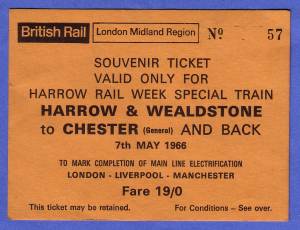 British Rail London Midland Region Nº 57
SOUVENIR TICKET
VALID ONLY FOR
HARROW RAIL WEEK SPECIAL TRAIN
HARROW & WEALDSTONE
to CHESTER (General) AND BACK
7th MAY 1966
TO MARK COMPLETION OF MAIN LINE ELECTRIFICATION
LONDON - LIVERPOOL - MANCHESTER
Fare 19/0
This ticket may be retained. For Conditions – See over.